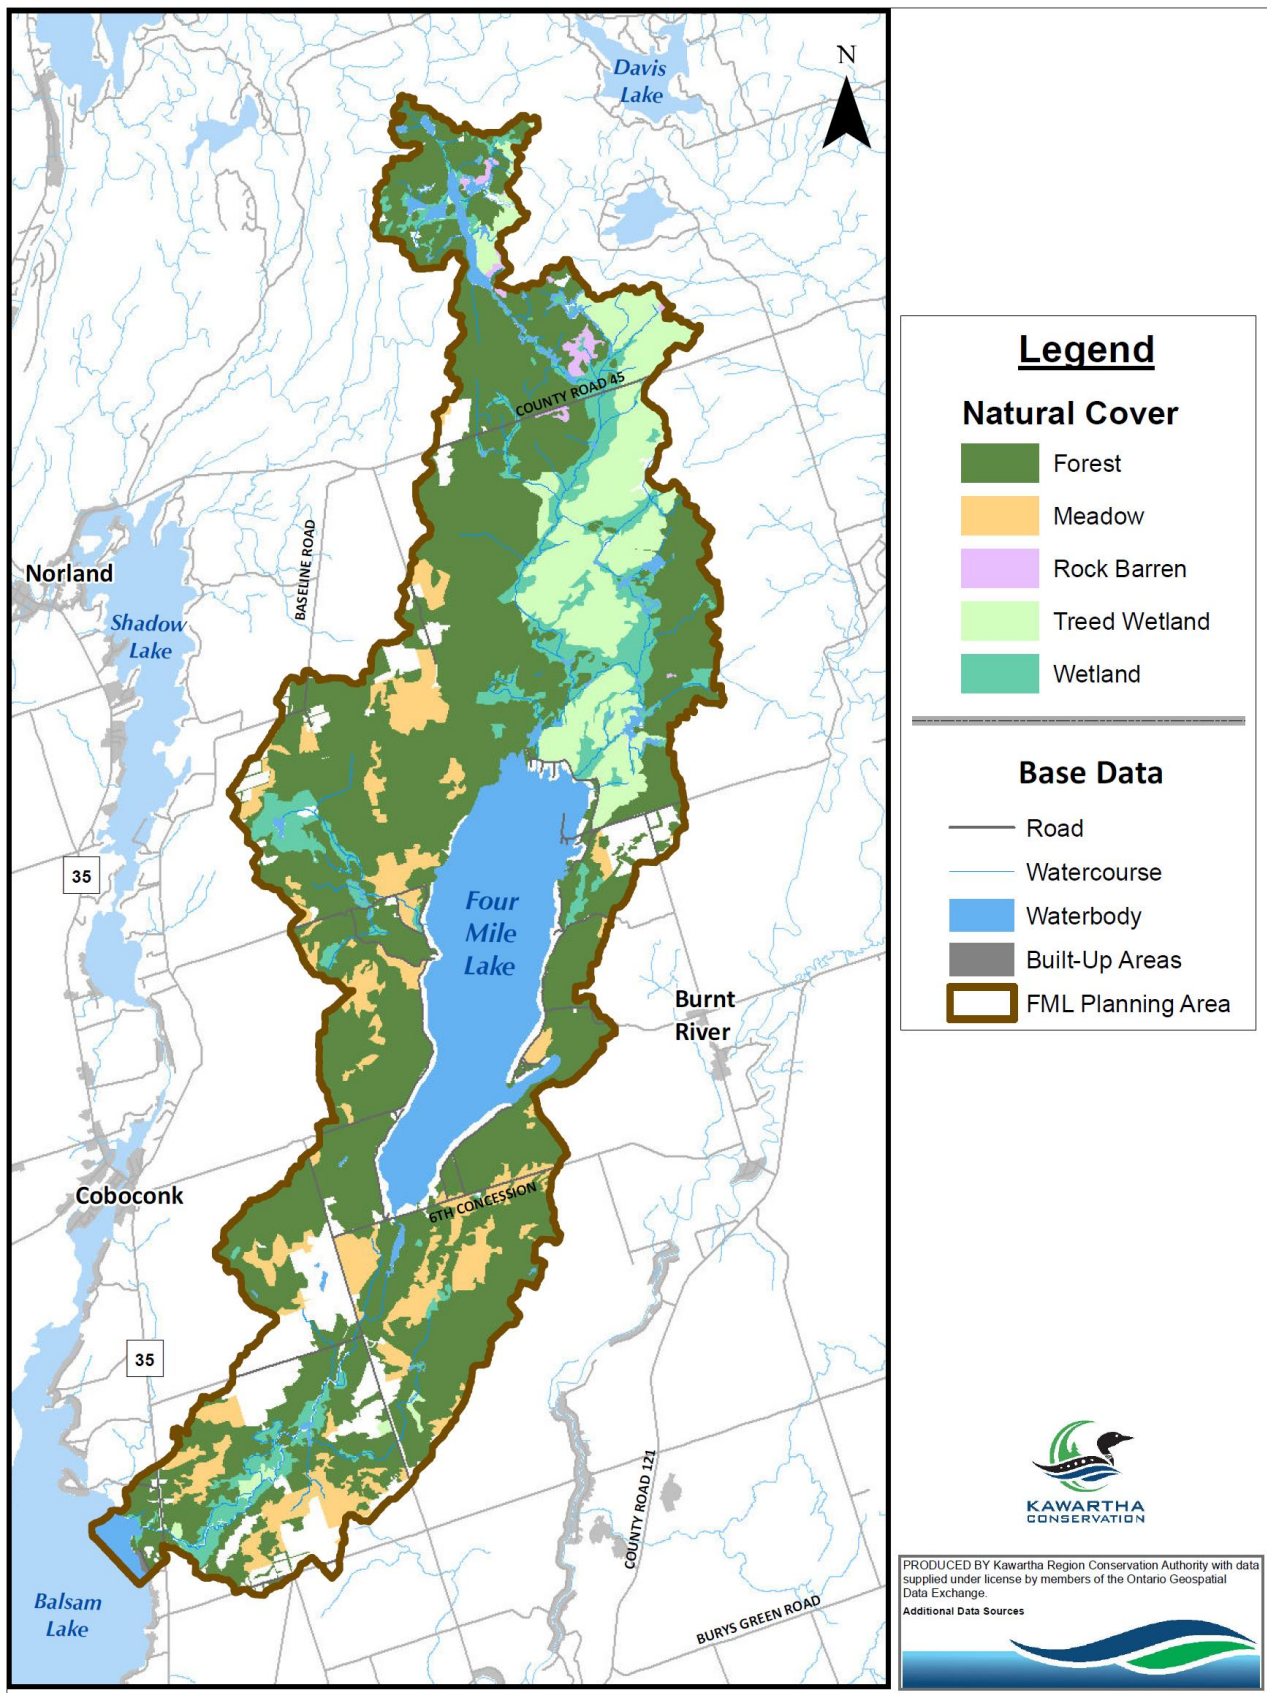 Davis
Lake
N
COUNTY ROAD 45
BASELINE ROAD
Norland
Shadow
Lake
35
Four
Mile
Lake
Burnt
River
Coboconk
6TH CONCESSION
35
COUNTY ROAD 121
Balsam
Lake
BURYS GREEN ROAD
Legend
Natural Cover
Forest
Meadow
Rock Barren
Treed Wetland
Wetland
Base Data
Road
Watercourse
Waterbody
Built-Up Areas
FML Planning Area
KAWARTHA
CONSERVATION
PRODUCED BY Kawartha Region Conservation Authority with data
supplied under license by members of the Ontario Geospatial
Data Exchange.
Additional Data Sources